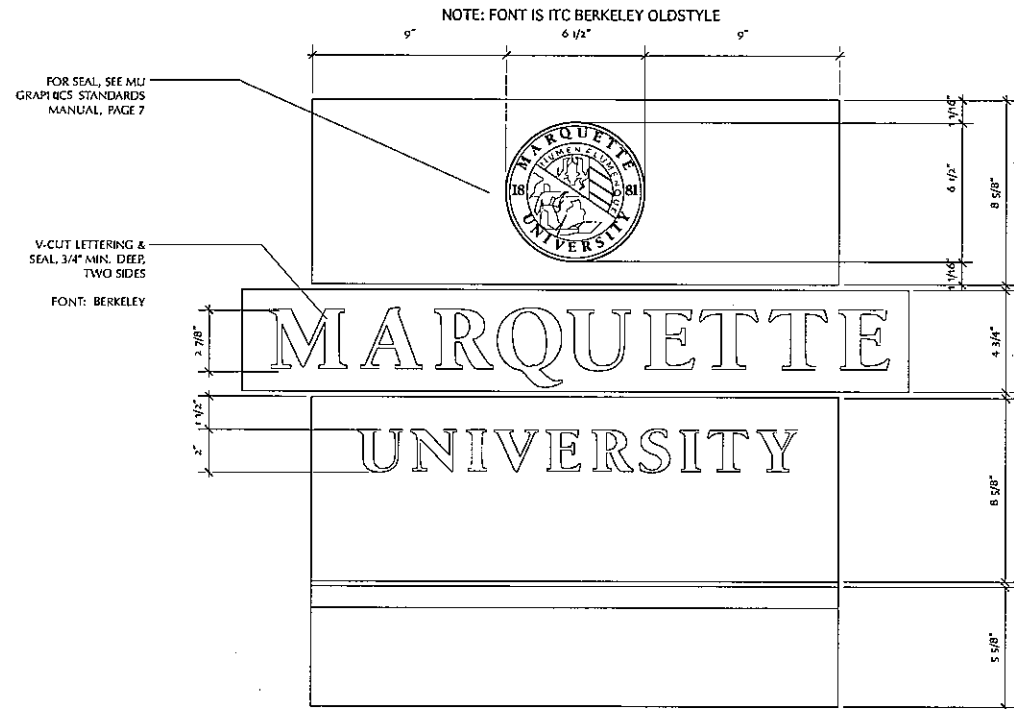 NOTE: FONT IS ITC BERKELEY OLDSTYLE
9"
6 1/2"
9"
FOR SEAL, SEE MU
GRAPHICS STANDARDS
MANUAL, PAGE 7
1 1/16"
6 1/2"
8 5/8"
1 1/16"
MARQUETTE
UNIVERSITY
18 81
NUMEN FLUMENQUE
V-CUT LETTERING &
SEAL, 3/4" MIN. DEEP,
TWO SIDES
FONT: BERKELEY
2 7/8"
MARQUETTE
4 3/4"
1 1/2"
2"
UNIVERSITY
8 5/8"
5 5/8"